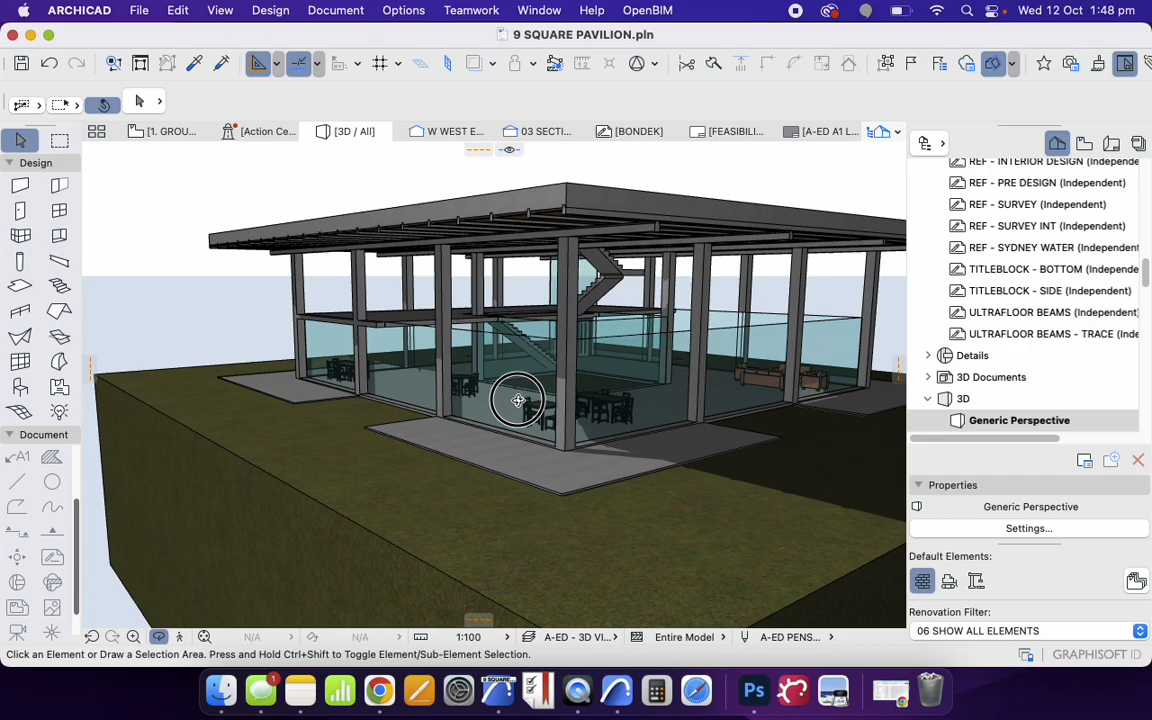 ARCHICAD File Edit View Design Document Options Teamwork Window Help OpenBIM Wed 12 Oct 1:48 pm
9 SQUARE PAVILION.pln
[1. GROU... [Action Ce... [3D / All] W WEST E... 03 SECTI... [BONDEK] [FEASIBILI... [A-ED A1 L...
Design
Document
A1
REF - INTERIOR DESIGN (Independe
REF - PRE DESIGN (Independent)
REF - SURVEY (Independent)
REF - SURVEY INT (Independent)
REF - SYDNEY WATER (Independent
TITLEBLOCK - BOTTOM (Independe
TITLEBLOCK - SIDE (Independent)
ULTRAFLOOR BEAMS (Independent)
ULTRAFLOOR BEAMS - TRACE (Inde
Details
3D Documents
3D
Generic Perspective
Properties
Generic Perspective
Settings...
Default Elements:
Renovation Filter:
06 SHOW ALL ELEMENTS
N/A N/A 1:100 A-ED - 3D VI... Entire Model A-ED PENS...
Click an Element or Draw a Selection Area. Press and Hold Ctrl+Shift to Toggle Element/Sub-Element Selection.
GRAPHISOFT ID
1
9 SQUARE
Ps